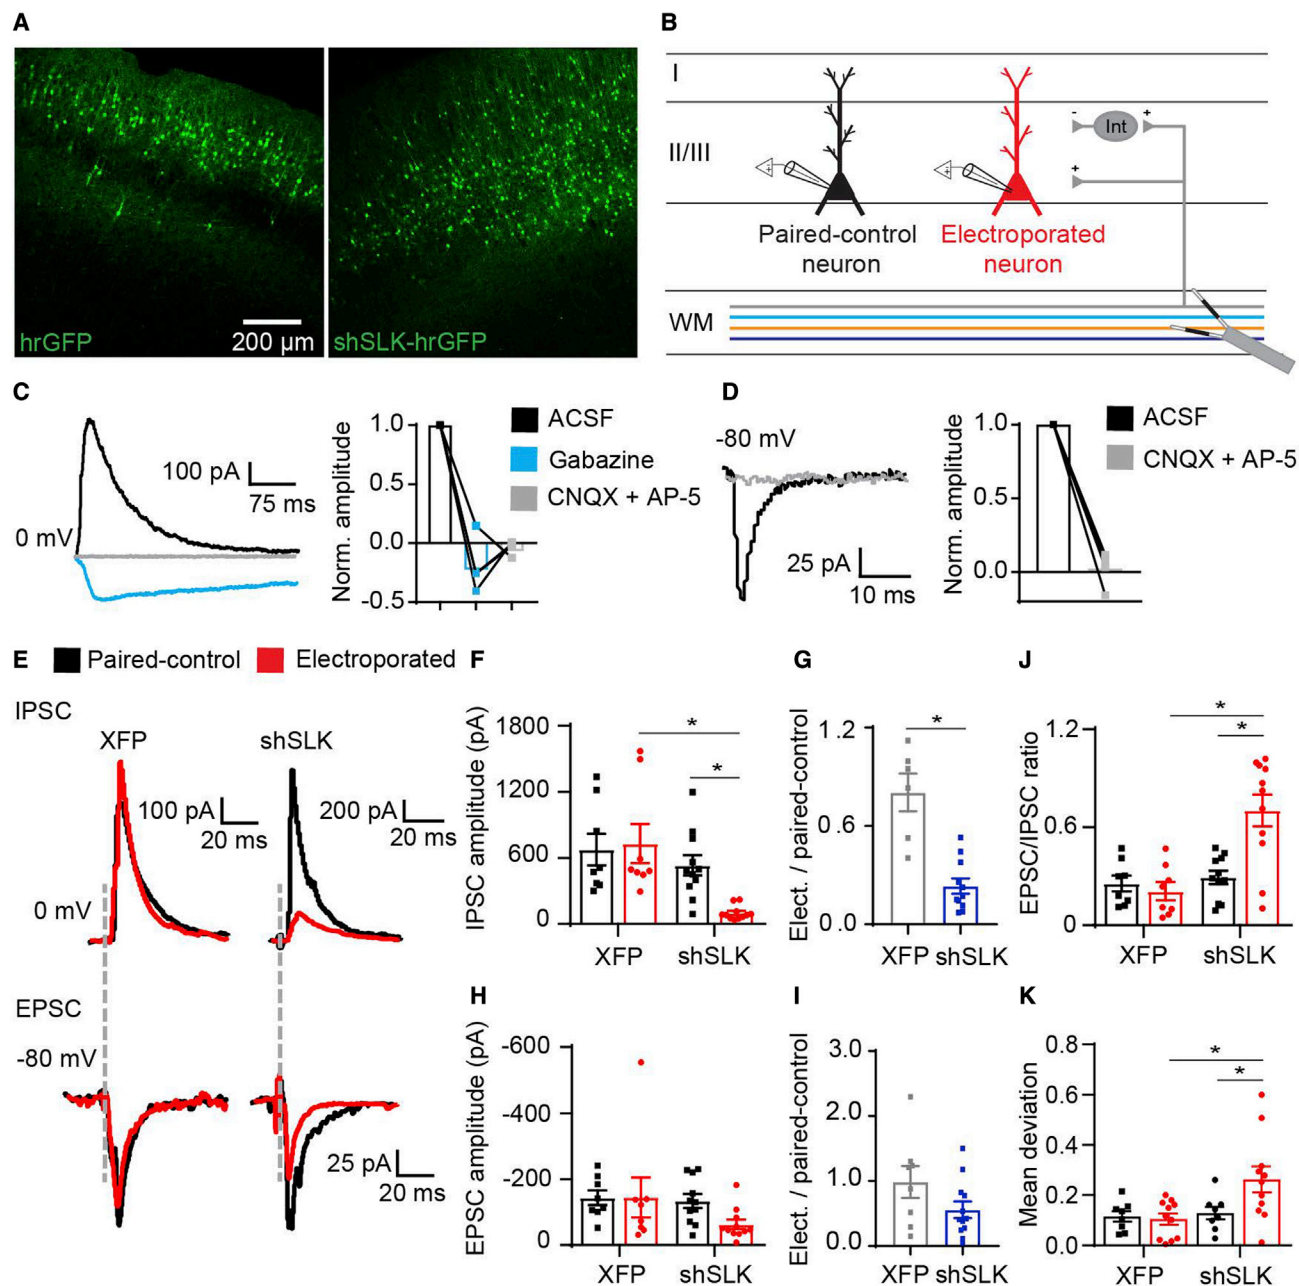 A
hrGFP
200 µm
shSLK-hrGFP
B
I
II/III
- Int +
+
Paired-control
neuron
Electroporated
neuron
WM
C
0 mV
100 pA
75 ms
Norm. amplitude
1.0
0.5
0.0
-0.5
ACSF
Gabazine
CNQX + AP-5
D
-80 mV
25 pA
10 ms
Norm. amplitude
1.0
0.5
0.0
ACSF
CNQX + AP-5
E
Paired-control
Electroporated
IPSC
XFP
shSLK
100 pA
20 ms
200 pA
20 ms
0 mV
EPSC
-80 mV
25 pA
20 ms
F
IPSC amplitude (pA)
1800
1200
600
0
*
*
XFP
shSLK
G
Elect. / paired-control
1.2
0.6
0.0
*
XFP shSLK
J
EPSC/IPSC ratio
1.2
0.6
0
*
*
XFP
shSLK
H
EPSC amplitude (pA)
-600
-400
-200
0
XFP
shSLK
I
Elect. / paired-control
3.0
2.0
1.0
0.0
XFP shSLK
K
Mean deviation
0.8
0.6
0.4
0.2
0.0
*
*
XFP
shSLK